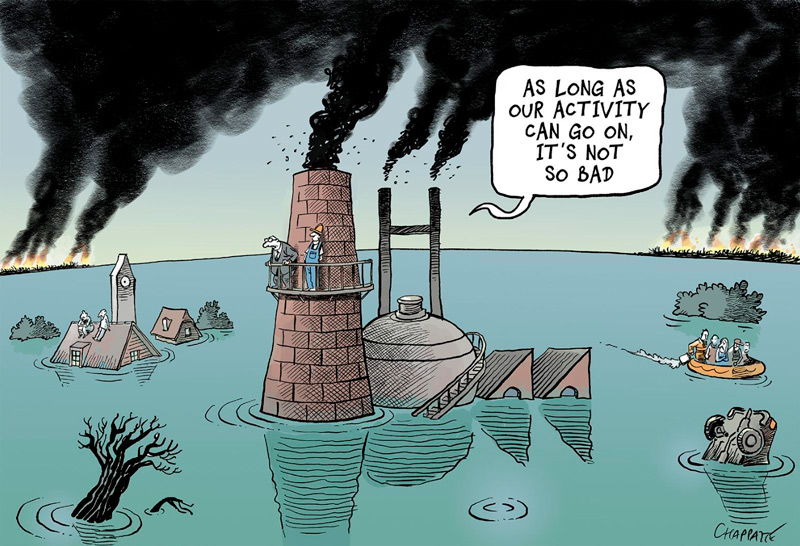 AS LONG AS
OUR ACTIVITY
CAN GO ON,
IT'S NOT
SO BAD
CHAPPATTE